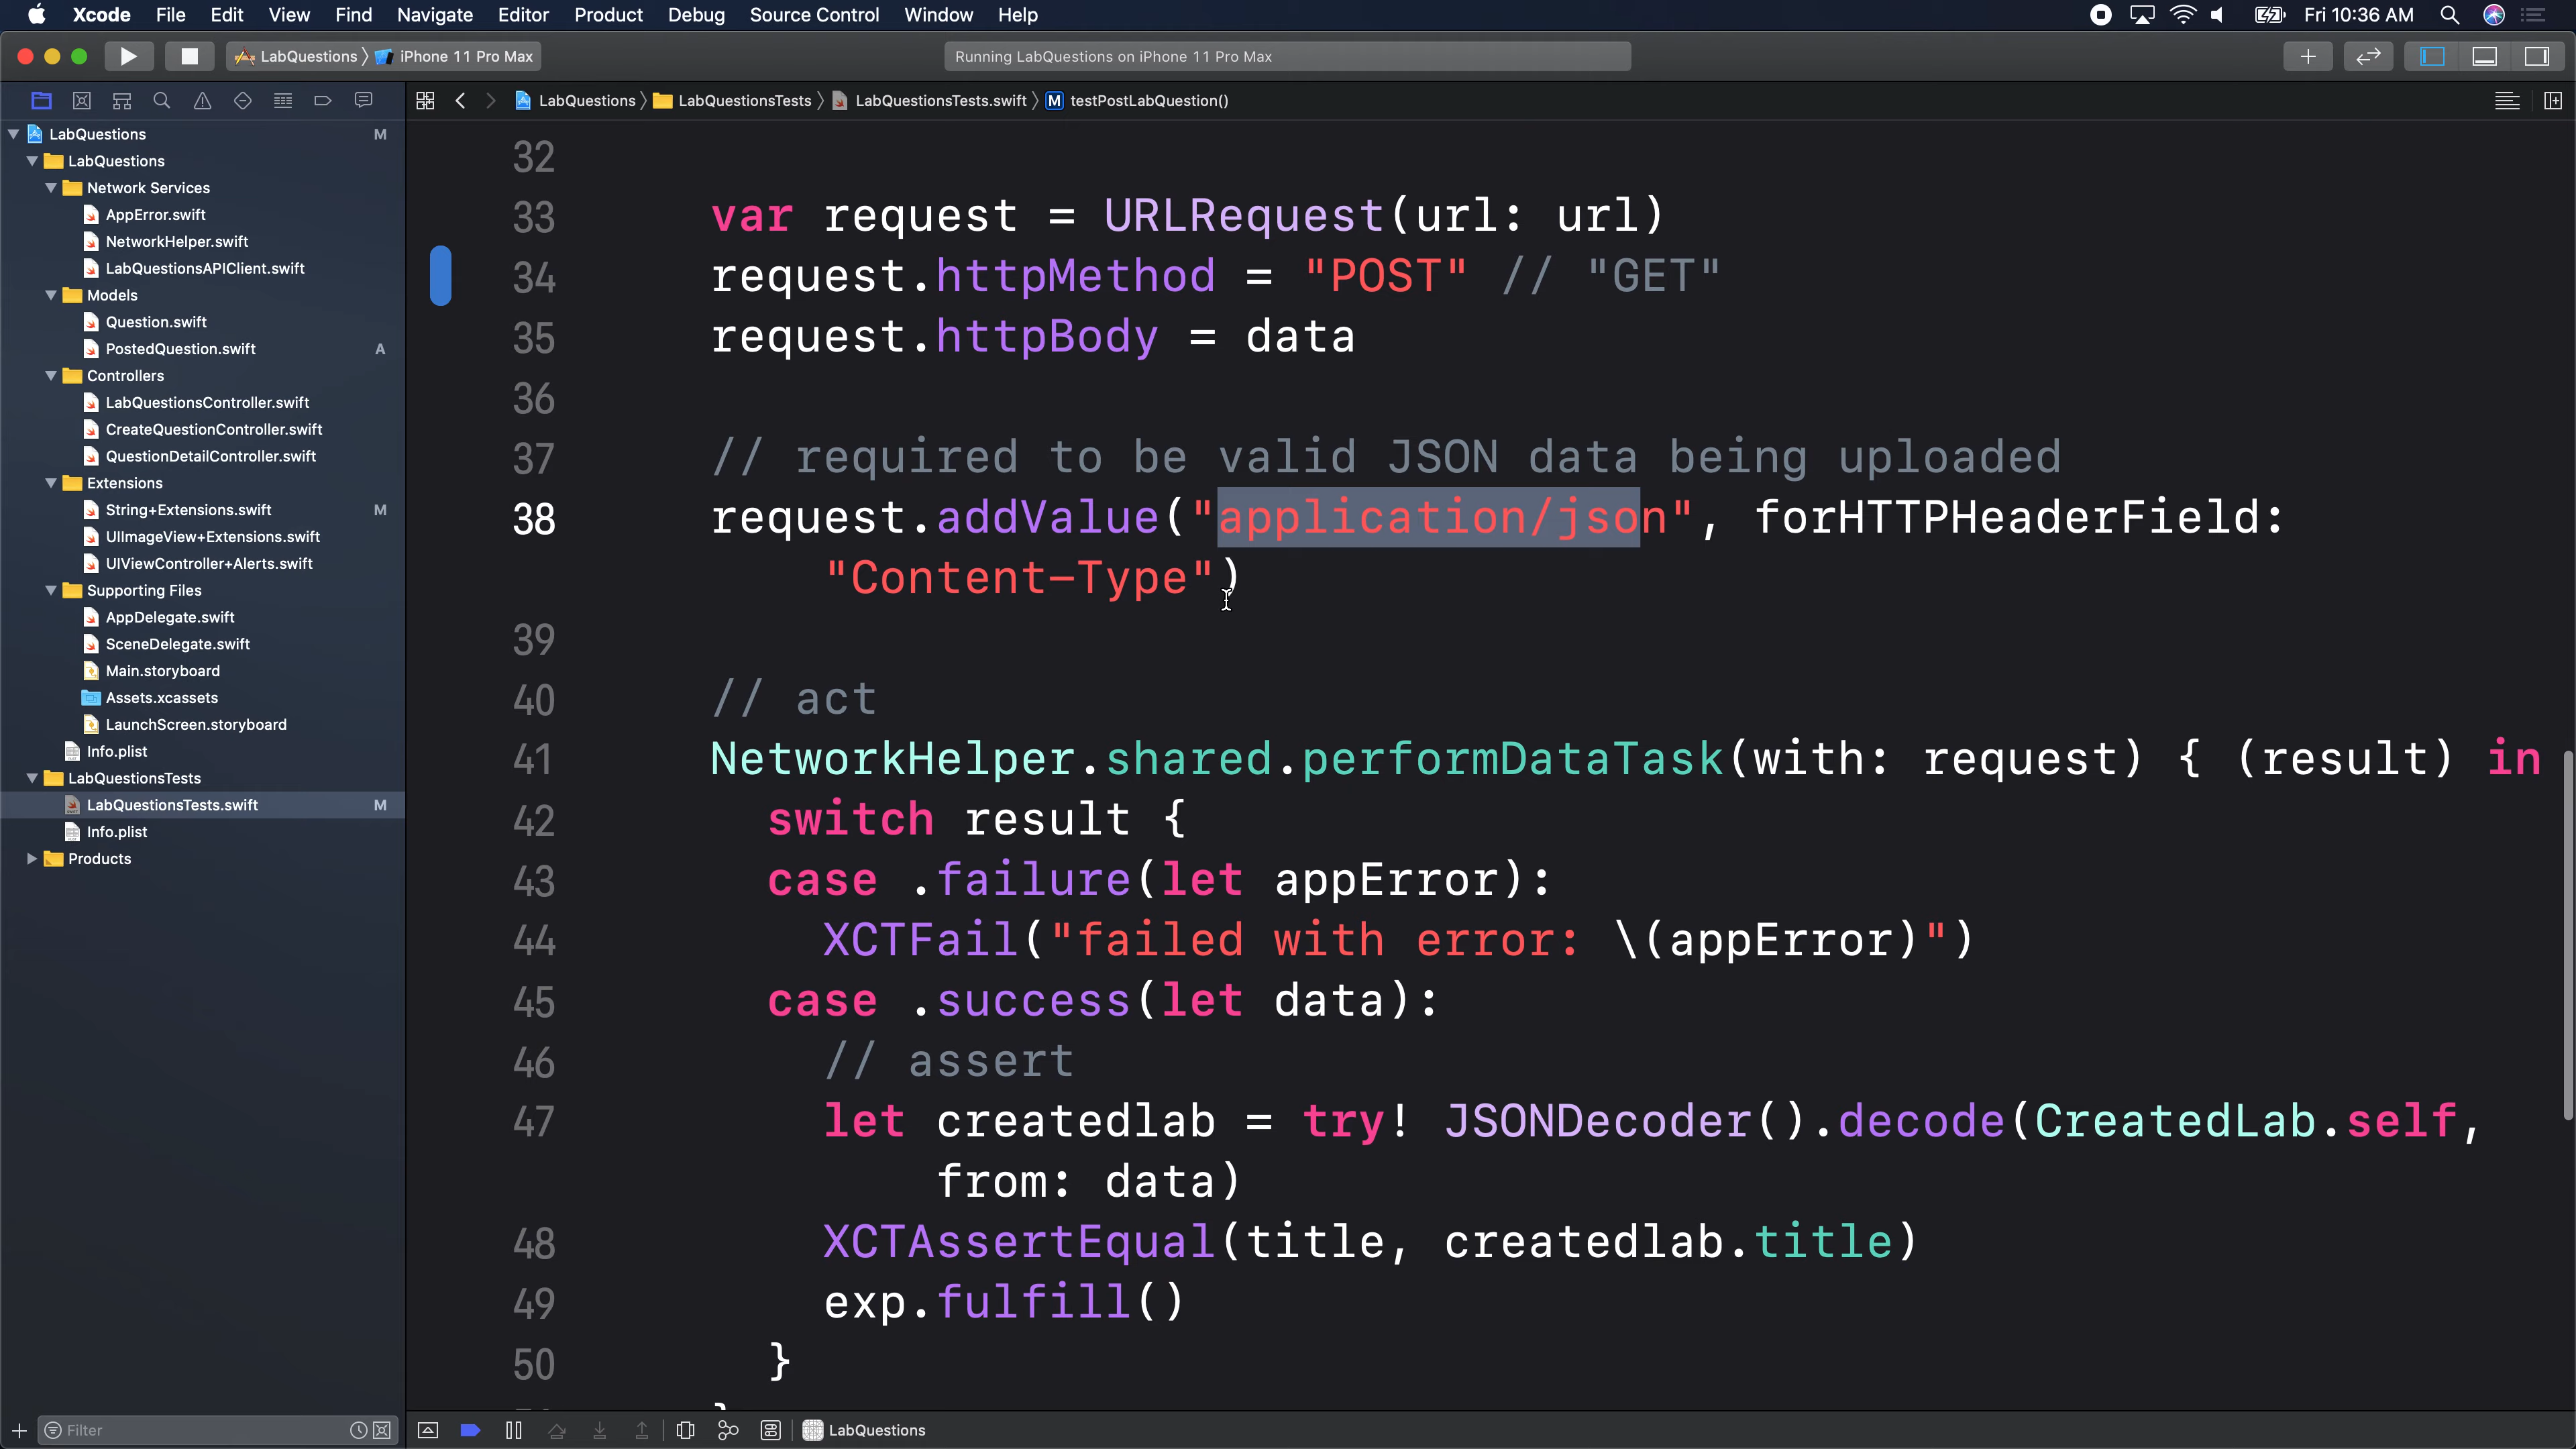 Xcode File Edit View Find Navigate Editor Product Debug Source Control Window Help Fri 10:36 AM
LabQuestions iPhone 11 Pro Max Running LabQuestions on iPhone 11 Pro Max
LabQuestions LabQuestionsTests LabQuestionsTests.swift M testPostLabQuestion()
LabQuestions M
LabQuestions
Network Services
AppError.swift
NetworkHelper.swift
LabQuestionsAPIClient.swift
Models
Question.swift
PostedQuestion.swift A
Controllers
LabQuestionsController.swift
CreateQuestionController.swift
QuestionDetailController.swift
Extensions
String+Extensions.swift M
UIImageView+Extensions.swift
UIViewController+Alerts.swift
Supporting Files
AppDelegate.swift
SceneDelegate.swift
Main.storyboard
Assets.xcassets
LaunchScreen.storyboard
Info.plist
LabQuestionsTests
LabQuestionsTests.swift M
Info.plist
Products
Filter
32
33 var request = URLRequest(url: url)
34 request.httpMethod = "POST" // "GET"
35 request.httpBody = data
36
37 // required to be valid JSON data being uploaded
38 request.addValue("application/json", forHTTPHeaderField:
"Content-Type")
39
40 // act
41 NetworkHelper.shared.performDataTask(with: request) { (result) in
42 switch result {
43 case .failure(let appError):
44 XCTFail("failed with error: \(appError)")
45 case .success(let data):
46 // assert
47 let createdlab = try! JSONDecoder().decode(CreatedLab.self,
from: data)
48 XCTAssertEqual(title, createdlab.title)
49 exp.fulfill()
50 }
LabQuestions